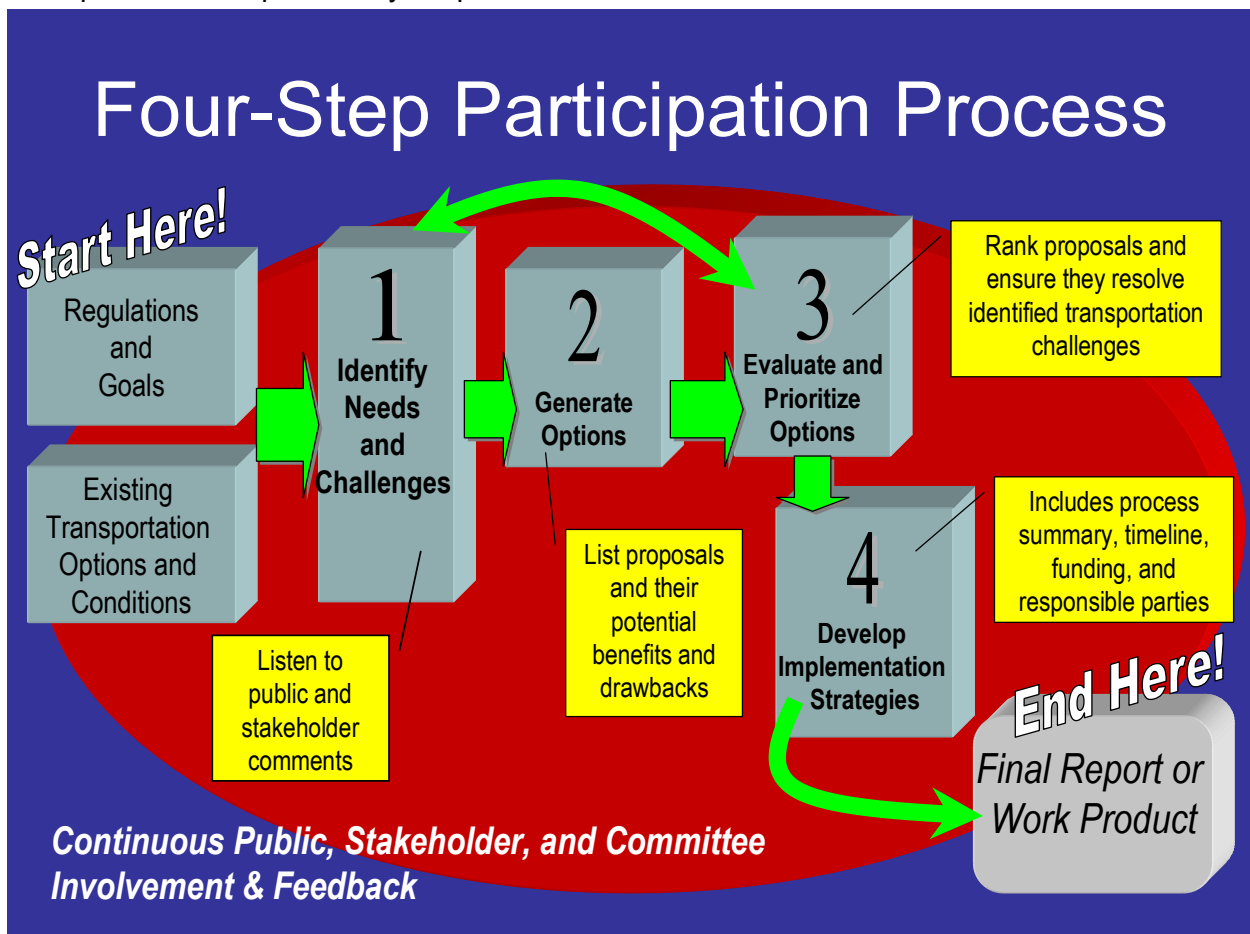 Four-Step Participation Process
Start Here!
Regulations
and
Goals
Existing
Transportation
Options and
Conditions
1
Identify
Needs
and
Challenges
Listen to
public and
stakeholder
comments
2
Generate
Options
List proposals
and their
potential
benefits and
drawbacks
3
Evaluate and
Prioritize
Options
Rank proposals and
ensure they resolve
identified transportation
challenges
4
Develop
Implementation
Strategies
Includes process
summary, timeline,
funding, and
responsible parties
End Here!
Final Report or
Work Product
Continuous Public, Stakeholder, and Committee
Involvement & Feedback